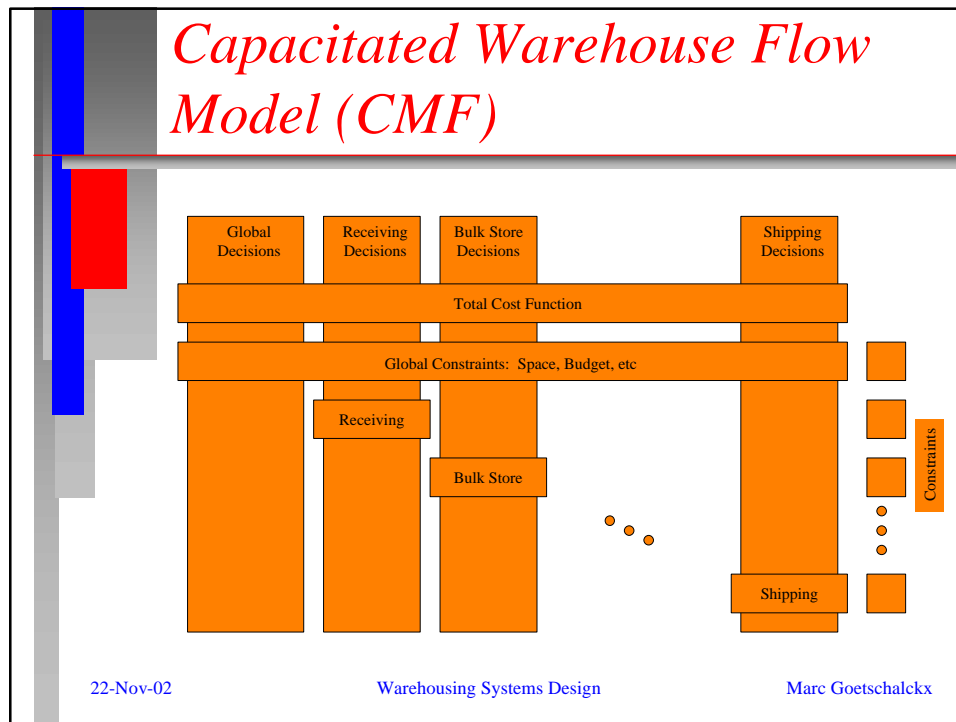 Capacitated Warehouse Flow
Model (CMF)
Global
Decisions
Receiving
Decisions
Bulk Store
Decisions
Shipping
Decisions
Total Cost Function
Global Constraints: Space, Budget, etc
Receiving
Bulk Store
Constraints
Shipping
22-Nov-02
Warehousing Systems Design
Marc Goetschalckx